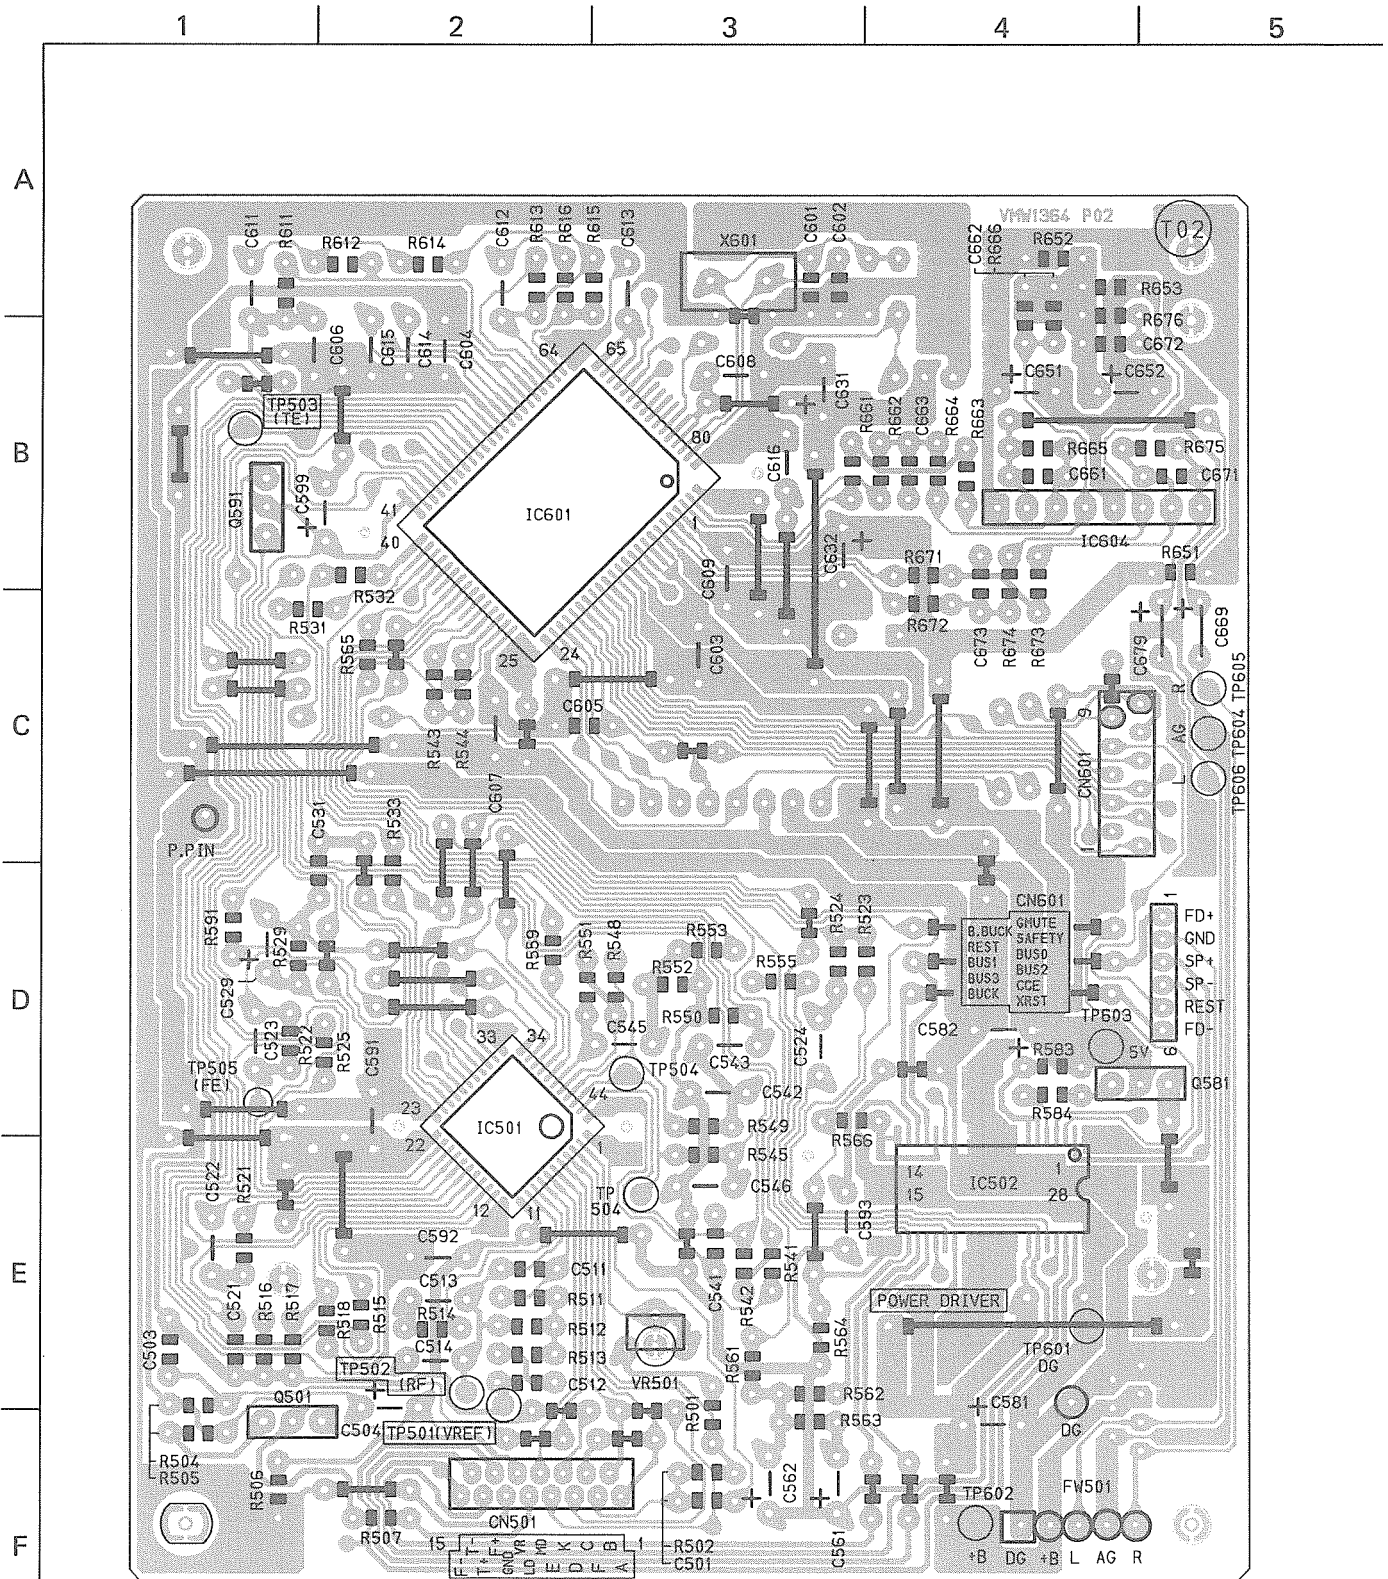 1 2 3 4 5
A
VMW1364 P02
T02
C611 R611 R612 R614 C612 R613 R616 R615 C613 X601 C601 C602 C662 R666 R652
R653
R676
C672
C606 C615 C614 C604 64 65 C608 C631 C651 C652
TP503
(TE)
R661 R662 C663 R664 R663
80
B
R665 R675
C616 C661 C671
Q591 C599 41 IC601 1
40 C632 IC604
R651
C609 R671
R532
R531 R672
C673 R674 R673 C679 C669
R565 25 24 C603
R TP605
C605 9
C
R543 R544 AG TP604
CN601
C607 L TP606
C531 R533
P.PIN 1
CN601
R591 R529 R559 R551 R548 R553 R524 R523
B.BUCK GMUTE
REST SAFETY
BUS1 BUS0
BUS3 BUS2
BUCK CCE
XRST
1 FD+
GND
SP+
SP-
REST
6 FD-
R552 R555
D
C529 R550 TP603
C523 R522 R525 C591 33 34 C545 C543 C524 C582 R583 5V
TP505
(FE)
TP504 Q581
44 C542 R584
23 IC501 R549 R566
22 1 R545
C522 R521 C546 14 1
15 IC502 28
TP
504
12 11 C593
C592
E
C511 C541 R542 R541
C513
C521 R516 R517 R518 R515 R514 R511 POWER DRIVER
C503 R512 R564
C514 R513 TP601
DG
TP502
(RF)
C512 VR501 R561
R562
Q501 C504 TP501(VREF) R501 R563 C581
DG
R504
R505
R506 C562 C561 TP602 FW501
R507 CN501
F
15 1
T- F+ VR MD K C B
F- T+ GND LD E D F A
R502
C501
+B DG +B L AG R